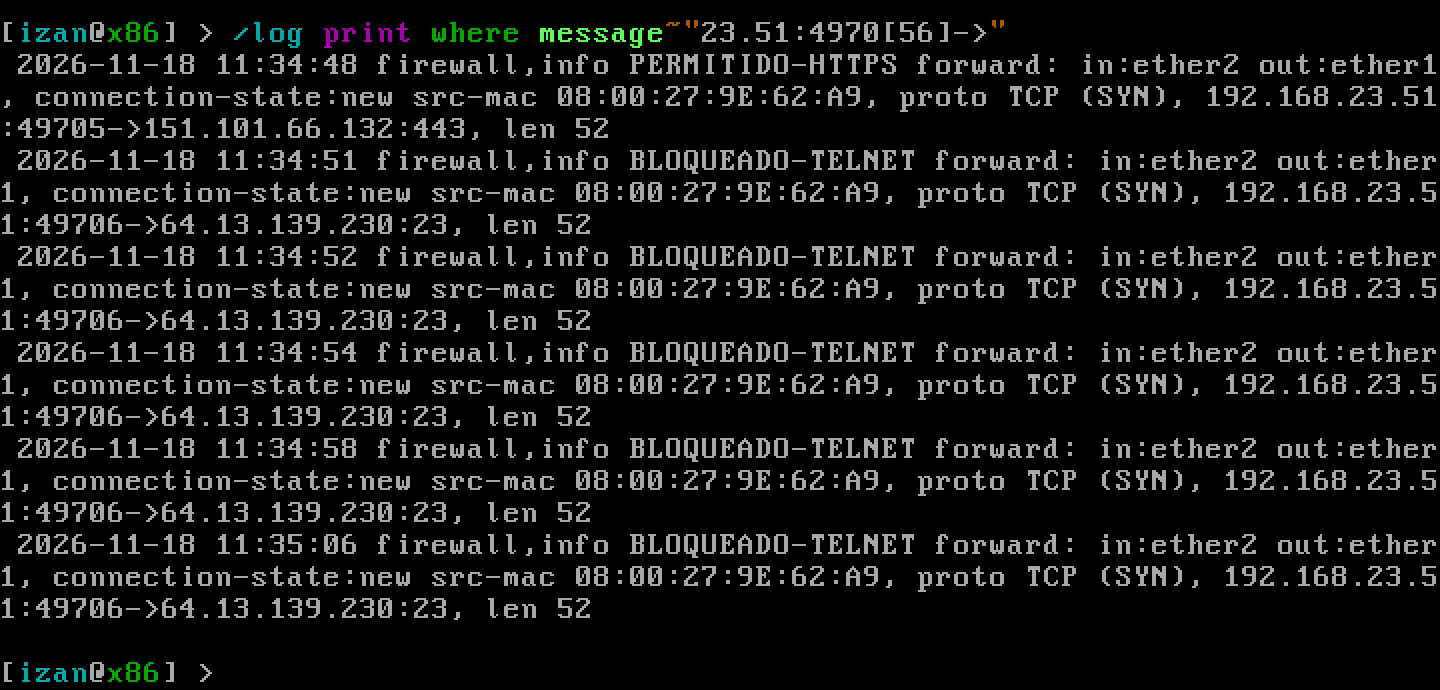 [izan@x86] > /log print where message~"23.51:4970[56]->"
 2026-11-18 11:34:48 firewall,info PERMITIDO-HTTPS forward: in:ether2 out:ether1
, connection-state:new src-mac 08:00:27:9E:62:A9, proto TCP (SYN), 192.168.23.51
:49705->151.101.66.132:443, len 52
 2026-11-18 11:34:51 firewall,info BLOQUEADO-TELNET forward: in:ether2 out:ether
1, connection-state:new src-mac 08:00:27:9E:62:A9, proto TCP (SYN), 192.168.23.5
1:49706->64.13.139.230:23, len 52
 2026-11-18 11:34:52 firewall,info BLOQUEADO-TELNET forward: in:ether2 out:ether
1, connection-state:new src-mac 08:00:27:9E:62:A9, proto TCP (SYN), 192.168.23.5
1:49706->64.13.139.230:23, len 52
 2026-11-18 11:34:54 firewall,info BLOQUEADO-TELNET forward: in:ether2 out:ether
1, connection-state:new src-mac 08:00:27:9E:62:A9, proto TCP (SYN), 192.168.23.5
1:49706->64.13.139.230:23, len 52
 2026-11-18 11:34:58 firewall,info BLOQUEADO-TELNET forward: in:ether2 out:ether
1, connection-state:new src-mac 08:00:27:9E:62:A9, proto TCP (SYN), 192.168.23.5
1:49706->64.13.139.230:23, len 52
 2026-11-18 11:35:06 firewall,info BLOQUEADO-TELNET forward: in:ether2 out:ether
1, connection-state:new src-mac 08:00:27:9E:62:A9, proto TCP (SYN), 192.168.23.5
1:49706->64.13.139.230:23, len 52
[izan@x86] >